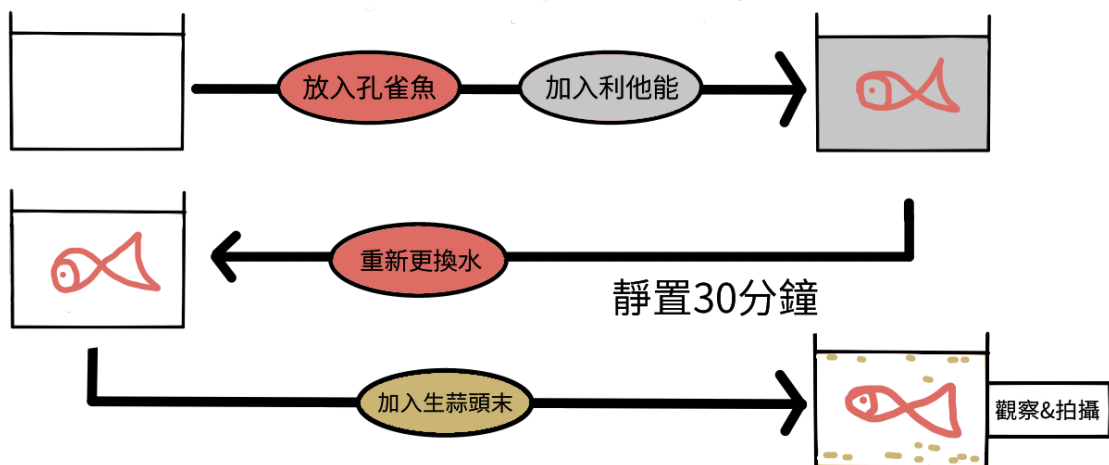 放入孔雀魚
加入利他能
重新更換水
靜置30分鐘
加入生蒜頭末
觀察&拍攝